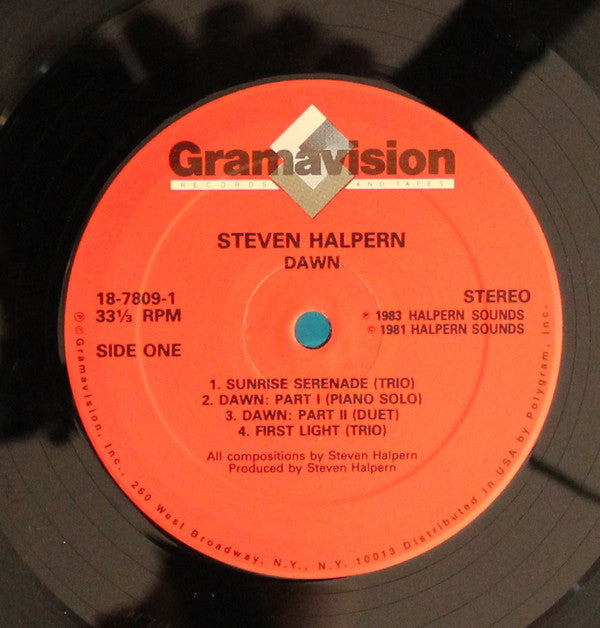 Gramavision
RECORDS AND TAPES
STEVEN HALPERN
DAWN
18-7809-1
33⅓ RPM
SIDE ONE
STEREO
℗ 1983 HALPERN SOUNDS
© 1981 HALPERN SOUNDS
1. SUNRISE SERENADE (TRIO)
2. DAWN: PART I (PIANO SOLO)
3. DAWN: PART II (DUET)
4. FIRST LIGHT (TRIO)
All compositions by Steven Halpern
Produced by Steven Halpern
℗©Gramavision, Inc., 260 West Broadway, N.Y., N.Y. 10013 Distributed in USA by Polygram, Inc.